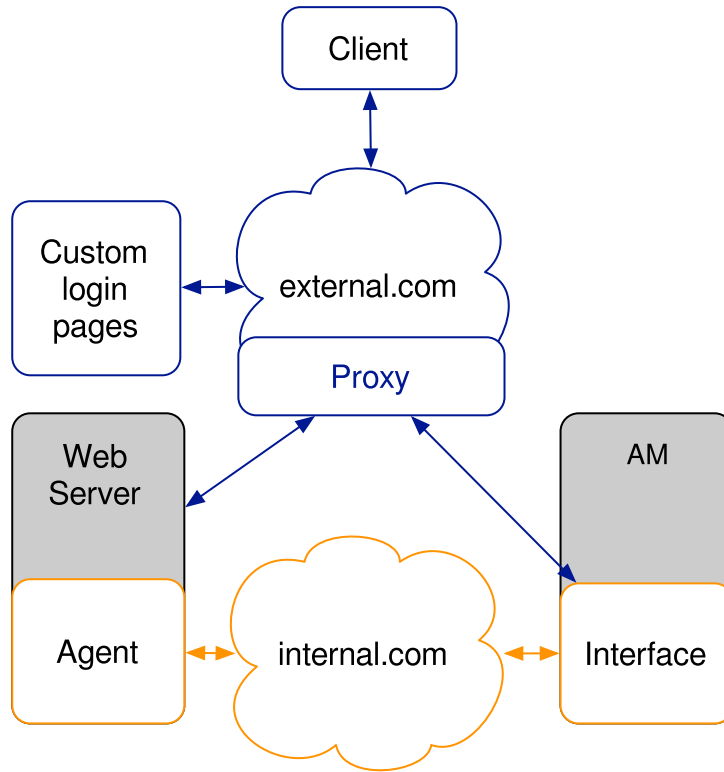 Client
Custom
login
pages
external.com
Proxy
Web
Server
AM
Agent
internal.com
Interface